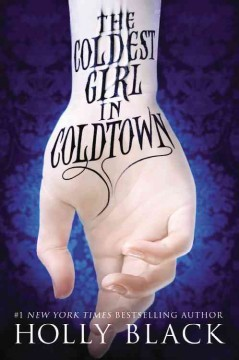 THE
COLDEST
GIRL
IN
COLDTOWN
#1 NEW YORK TIMES BESTSELLING AUTHOR
HOLLY BLACK